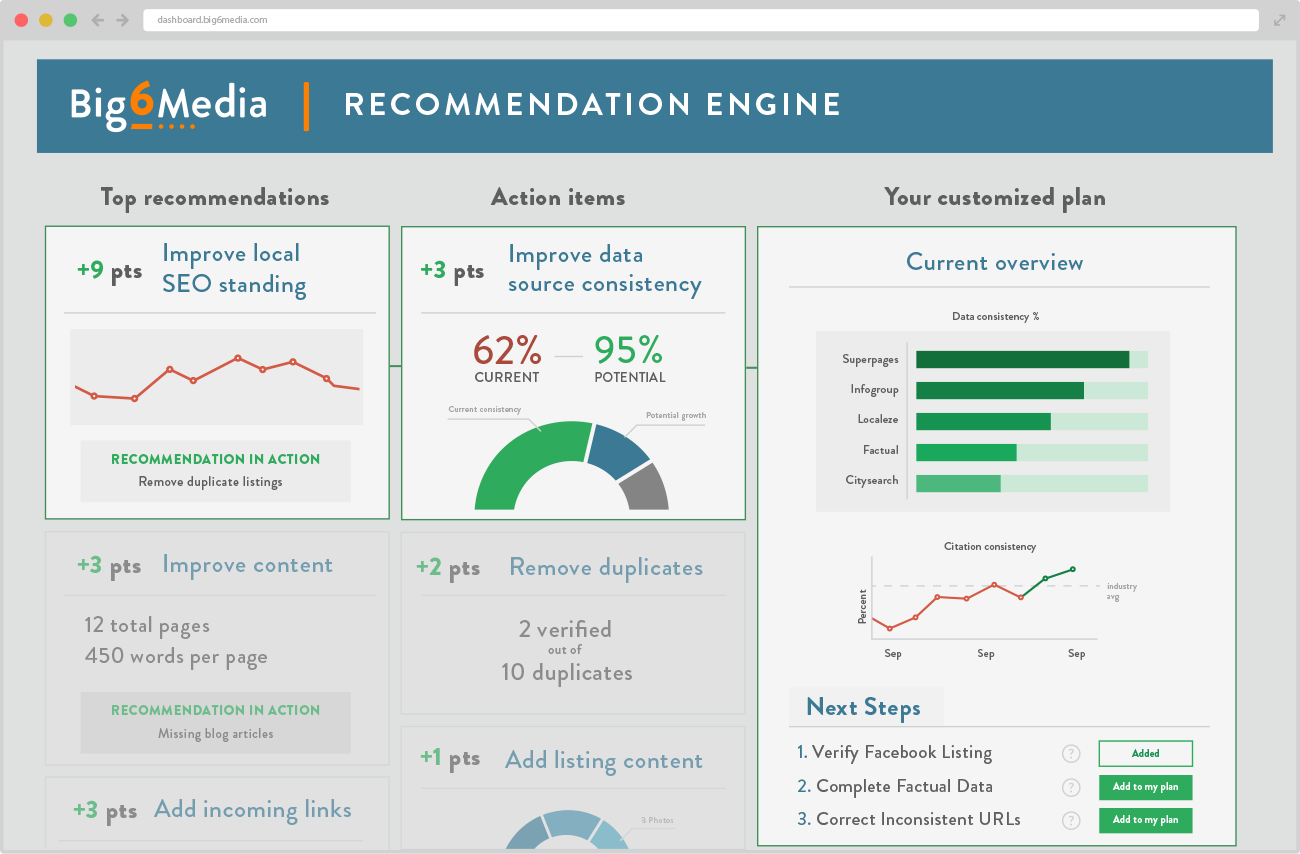 dashboard.big6media.com
Big6Media
RECOMMENDATION ENGINE
Top recommendations
+9 pts
Improve local
SEO standing
RECOMMENDATION IN ACTION
Remove duplicate listings
+3 pts
Improve content
12 total pages
450 words per page
RECOMMENDATION IN ACTION
Missing blog articles
+3 pts
Add incoming links
Action items
+3 pts
Improve data
source consistency
62%
CURRENT
95%
POTENTIAL
Current consistency
Potential growth
+2 pts
Remove duplicates
2 verified
out of
10 duplicates
+1 pts
Add listing content
3 Photos
Your customized plan
Current overview
Data consistency %
Superpages
Infogroup
Localeze
Factual
Citysearch
Citation consistency
Percent
industry
avg
Sep
Sep
Sep
Next Steps
1. Verify Facebook Listing
?
Added
2. Complete Factual Data
?
Add to my plan
3. Correct Inconsistent URLs
?
Add to my plan